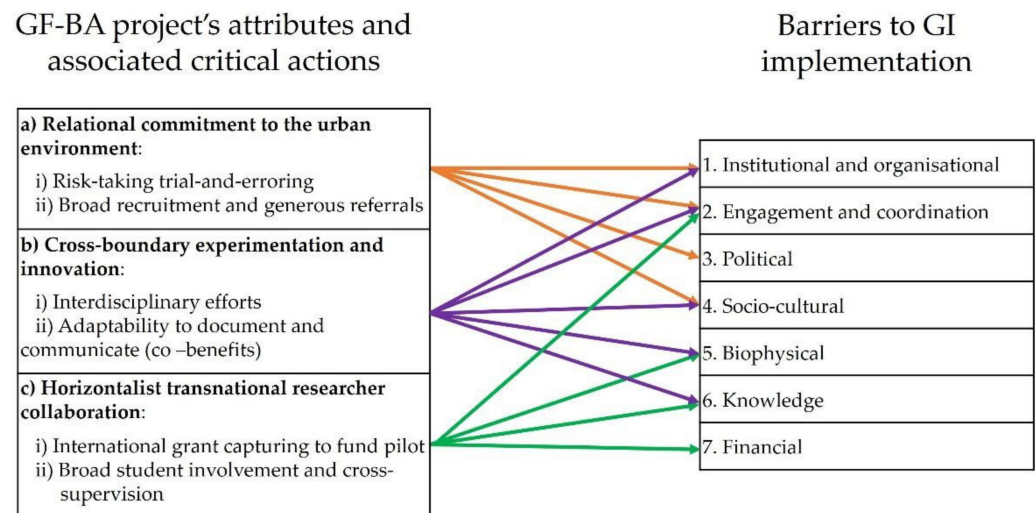 GF-BA project’s attributes and
associated critical actions
Barriers to GI
implementation
a) Relational commitment to the urban
environment:
i) Risk-taking trial-and-erroring
ii) Broad recruitment and generous referrals
b) Cross-boundary experimentation and
innovation:
i) Interdisciplinary efforts
ii) Adaptability to document and
communicate (co –benefits)
c) Horizontalist transnational researcher
collaboration:
i) International grant capturing to fund pilot
ii) Broad student involvement and cross-
supervision
1. Institutional and organisational
2. Engagement and coordination
3. Political
4. Socio-cultural
5. Biophysical
6. Knowledge
7. Financial